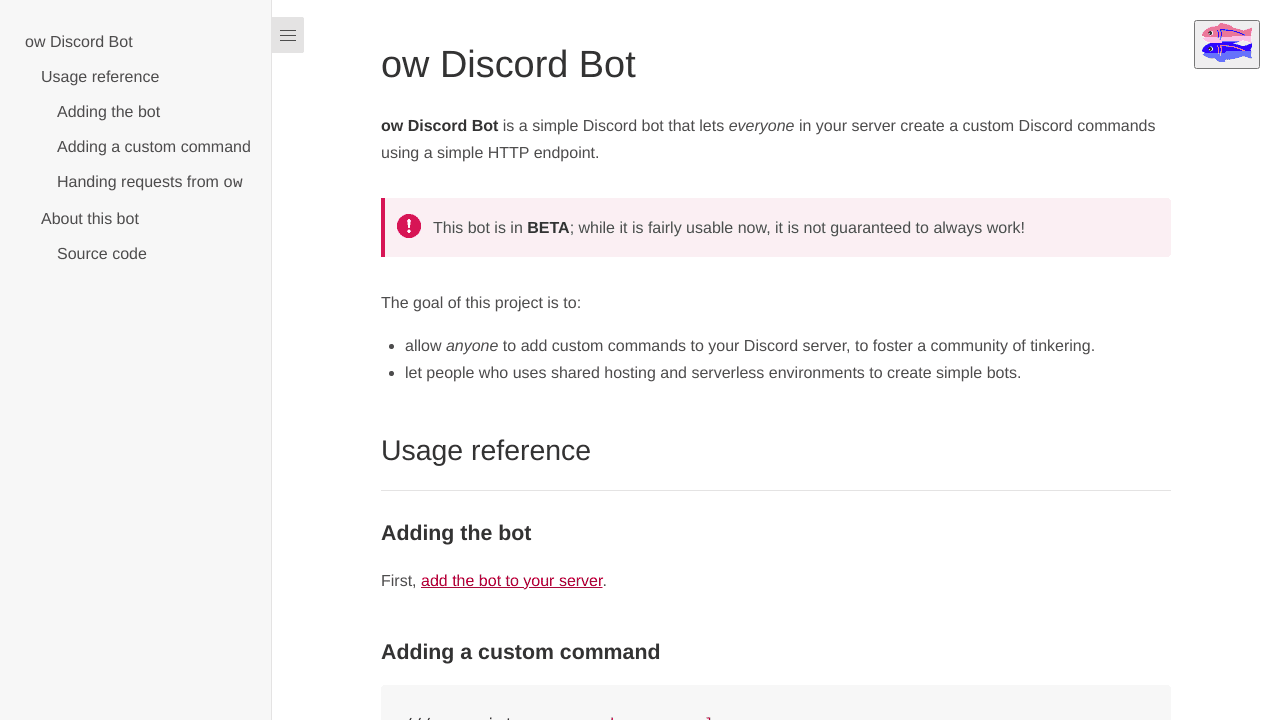 ow Discord Bot
Usage reference
Adding the bot
Adding a custom command
Handing requests from ow
About this bot
Source code
ow Discord Bot
ow Discord Bot is a simple Discord bot that lets everyone in your server create a custom Discord commands
using a simple HTTP endpoint.
This bot is in BETA; while it is fairly usable now, it is not guaranteed to always work!
The goal of this project is to:
allow anyone to add custom commands to your Discord server, to foster a community of tinkering.
let people who uses shared hosting and serverless environments to create simple bots.
Usage reference
Adding the bot
First, add the bot to your server.
Adding a custom command